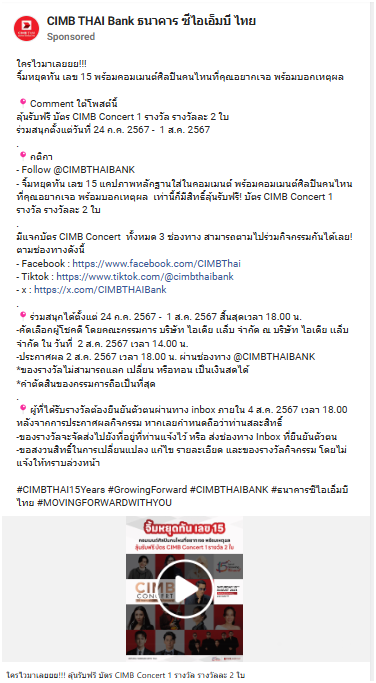 CIMB THAI Bank ธนาคาร ซีไอเอ็มบี ไทย
Sponsored
ใครไวมาเลยยย!!!
จิ้มหยุดทัน เลข 15 พร้อมคอมเมนต์ศิลปินคนไหนที่คุณอยากเจอ พร้อมบอกเหตุผล
📍 Comment ใต้โพสต์นี้
ลุ้นรับฟรี บัตร CIMB Concert 1 รางวัล รางวัลละ 2 ใบ
ร่วมสนุกตั้งแต่วันที่ 24 ก.ค. 2567 - 1 ส.ค. 2567
.
📍 กติกา
- Follow @CIMBTHAIBANK
- จิ้มหยุดทัน เลข 15 แคปภาพหลักฐานใส่ในคอมเมนต์ พร้อมคอมเมนต์ศิลปินคนไหน
ที่คุณอยากเจอ พร้อมบอกเหตุผล เท่านี้ก็มีสิทธิ์ลุ้นรับฟรี! บัตร CIMB Concert 1
รางวัล รางวัลละ 2 ใบ
.
มีแจกบัตร CIMB Concert ทั้งหมด 3 ช่องทาง สามารถตามไปร่วมกิจกรรมกันได้เลย!
ตามช่องทางดังนี้
- Facebook : https://www.facebook.com/CIMBThai
- Tiktok : https://www.tiktok.com/@cimbthaibank
- x : https://x.com/CIMBTHAIBank
.
📍ร่วมสนุกได้ตั้งแต่ 24 ก.ค. 2567 - 1 ส.ค. 2567 สิ้นสุดเวลา 18.00 น.
-คัดเลือกผู้โชคดี โดยคณะกรรมการ บริษัท ไอเดีย แล็บ จำกัด ณ บริษัท ไอเดีย แล็บ
จำกัด ใน วันที่ 2 ส.ค. 2567 เวลา 14.00 น.
-ประกาศผล 2 ส.ค. 2567 เวลา 18.00 น. ผ่านช่องทาง @CIMBTHAIBANK
*ของรางวัลไม่สามารถแลก เปลี่ยน หรือทอน เป็นเงินสดได้
*คำตัดสินของกรรมการถือเป็นที่สุด
.
📍 ผู้ที่ได้รับรางวัลต้องยืนยันตัวตนผ่านทาง inbox ภายใน 4 ส.ค. 2567 เวลา 18.00
หลังจากการประกาศผลกิจกรรม หากเลยกำหนดถือว่าท่านสละสิทธิ์
-ของรางวัลจะจัดส่งไปยังที่อยู่ที่ท่านแจ้งไว้ หรือ ส่งช่องทาง Inbox ที่ยืนยันตัวตน
-ขอสงวนสิทธิ์ในการเปลี่ยนแปลง แก้ไข รายละเอียด และของรางวัลกิจกรรม โดยไม่
แจ้งให้ทราบล่วงหน้า
#CIMBTHAI15Years #GrowingForward #CIMBTHAIBANK #ธนาคารซีไอเอ็มบี
ไทย #MOVINGFORWARDWITHYOU
จิ้มหยุดทัน เลข 15
คอมเมนต์ศิลปินคนไหนที่อยากเจอ พร้อมเหตุผล
ลุ้นรับฟรี บัตร CIMB Concert 1 รางวัล 2 ใบ
CIMB
CONCERT
ใครไวมาเลยยย!!! ลุ้นรับฟรี บัตร CIMB Concert 1 รางวัล รางวัลละ 2 ใบ